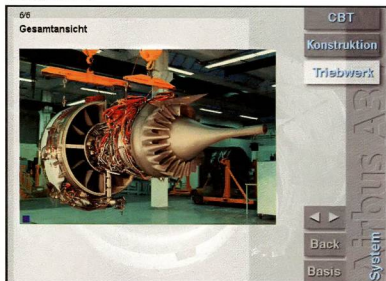 6/6
Gesamtansicht
CBT
Konstruktion
Triebwerk
Back
Basis
System
Airbus A3